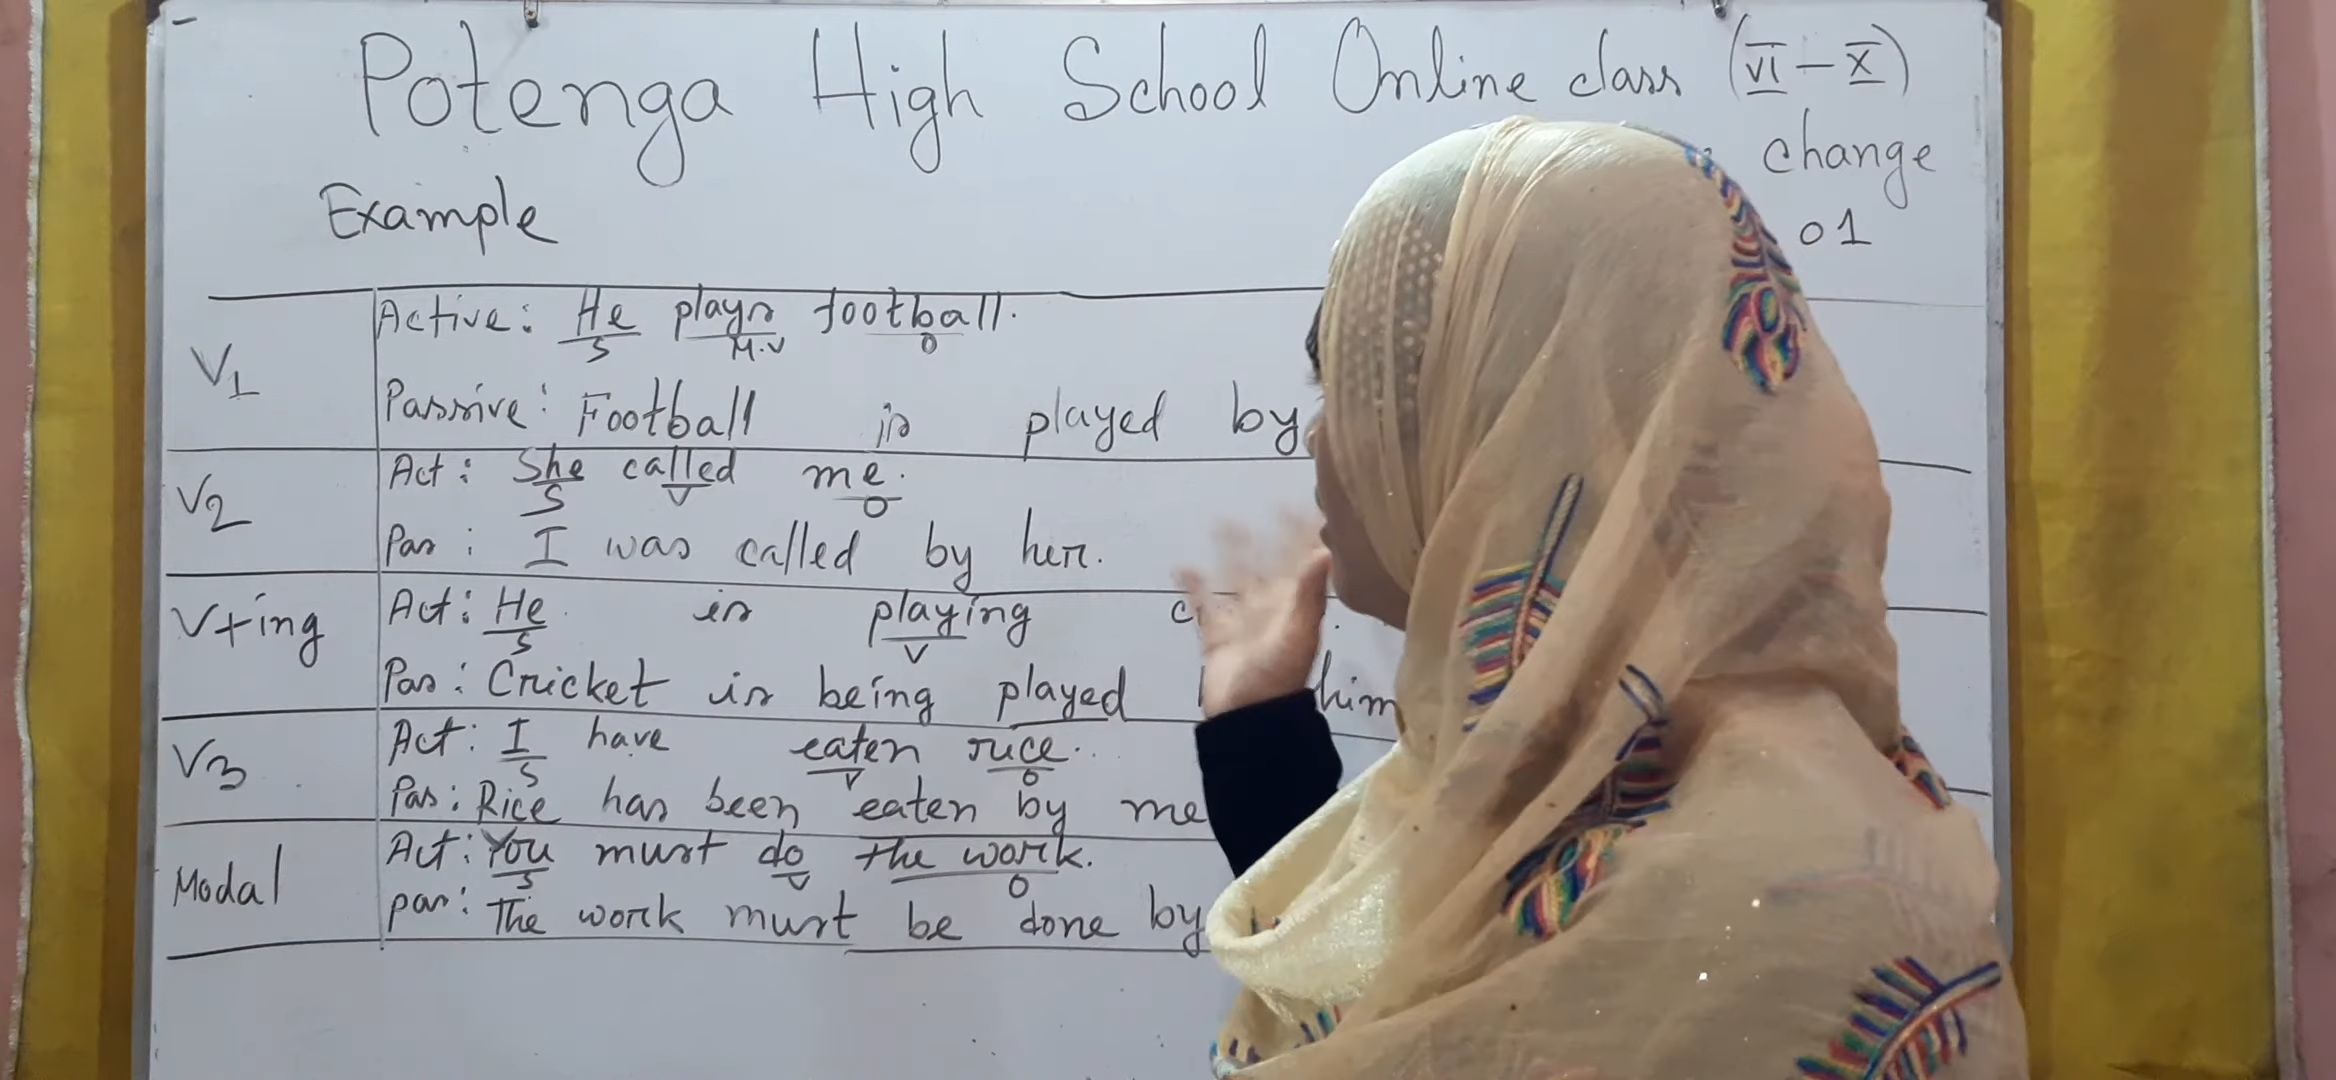 Potenga High School Online class (VI-X)
change
Example
01
V1
Active: He plays football.
S M.V O
Passive: Football is played by
V2
Act: She called me.
S V O
Pas: I was called by her.
V+ing
Act: He is playing
S V
Pas: Cricket is being played him
V3
Act: I have eaten rice.
S V O
Pas: Rice has been eaten by me
Modal
Act: You must do the work.
S V O
pas: The work must be done by